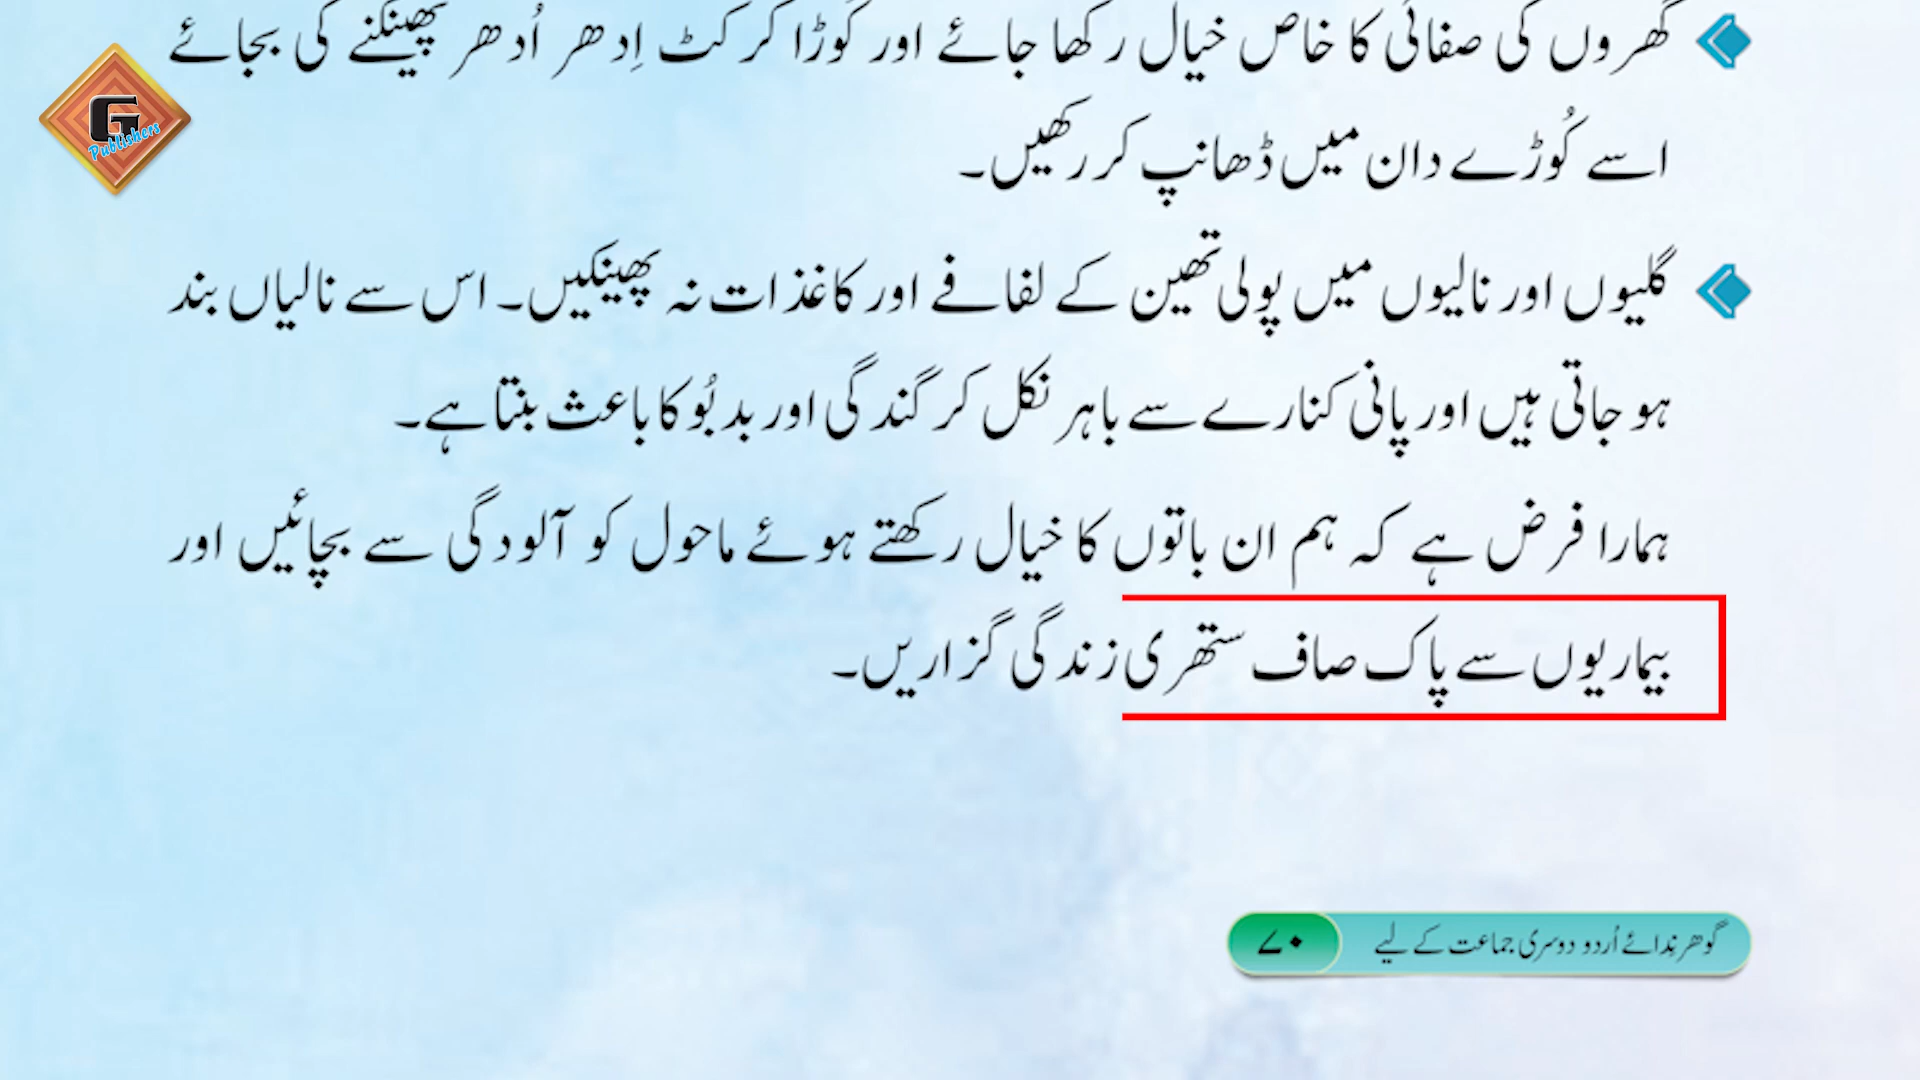 گھروں کی صفائی کا خاص خیال رکھا جائے اور کوڑا کرکٹ اِدھر اُدھر پھینکنے کی بجائے
اسے کُوڑے دان میں ڈھانپ کر رکھیں۔
گلیوں اور نالیوں میں پولی تھین کے لفافے اور کاغذات نہ پھینکیں۔ اس سے نالیاں بند
ہو جاتی ہیں اور پانی کنارے سے باہر نکل کر گندگی اور بدبُو کا باعث بنتا ہے۔
ہمارا فرض ہے کہ ہم ان باتوں کا خیال رکھتے ہوئے ماحول کو آلودگی سے بچائیں اور
بیماریوں سے پاک صاف ستھری زندگی گزاریں۔
گوھر نِدائے اُردو دوسری جماعت کے لیے ۷۰
G
Publishers